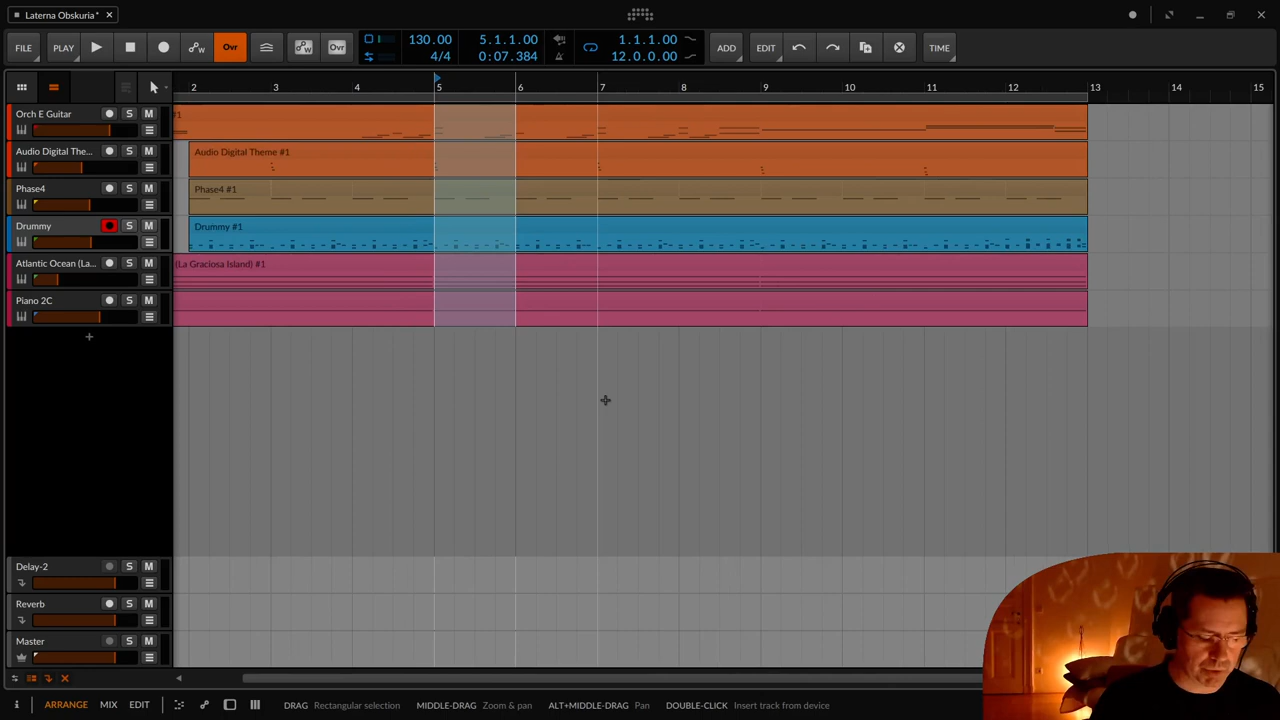 Laterna Obskuria*
FILE PLAY Ovr Ovr 130.00 4/4 5.1.1.00 0:07.384 1.1.1.00 12.0.0.00 ADD EDIT TIME
2 3 4 5 6 7 8 9 10 11 12 13 14 15
Orch E Guitar S M #1
Audio Digital The... S M Audio Digital Theme #1
Phase4 S M Phase4 #1
Drummy S M Drummy #1
Atlantic Ocean (La... S M (La Graciosa Island) #1
Piano 2C S M
Delay-2 S M
Reverb S M
Master S M
ARRANGE MIX EDIT DRAG Rectangular selection MIDDLE-DRAG Zoom & pan ALT+MIDDLE-DRAG Pan DOUBLE-CLICK Insert track from device